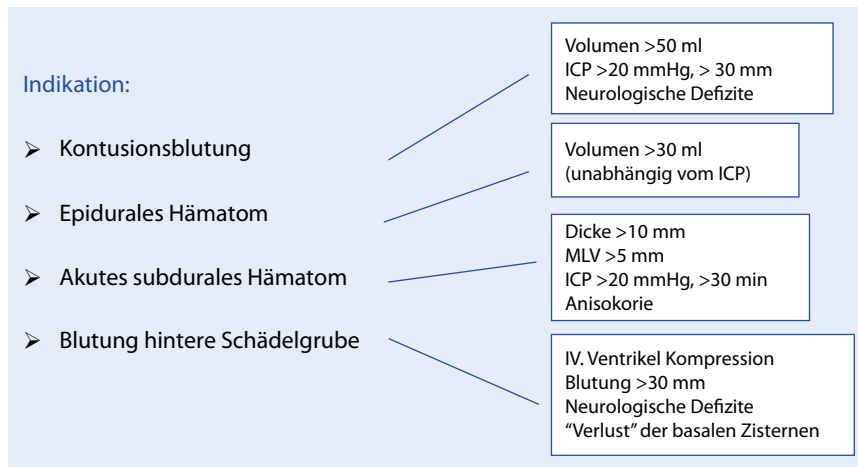 Indikation:
➢ Kontusionsblutung
➢ Epidurales Hämatom
➢ Akutes subdurales Hämatom
➢ Blutung hintere Schädelgrube
Volumen >50 ml
ICP >20 mmHg, > 30 mm
Neurologische Defizite
Volumen >30 ml
(unabhängig vom ICP)
Dicke >10 mm
MLV >5 mm
ICP >20 mmHg, >30 min
Anisokorie
IV. Ventrikel Kompression
Blutung >30 mm
Neurologische Defizite
“Verlust” der basalen Zisternen